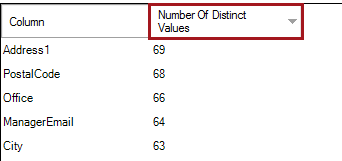 Column Number Of Distinct
Values
Address1 69
PostalCode 68
Office 66
ManagerEmail 64
City 63